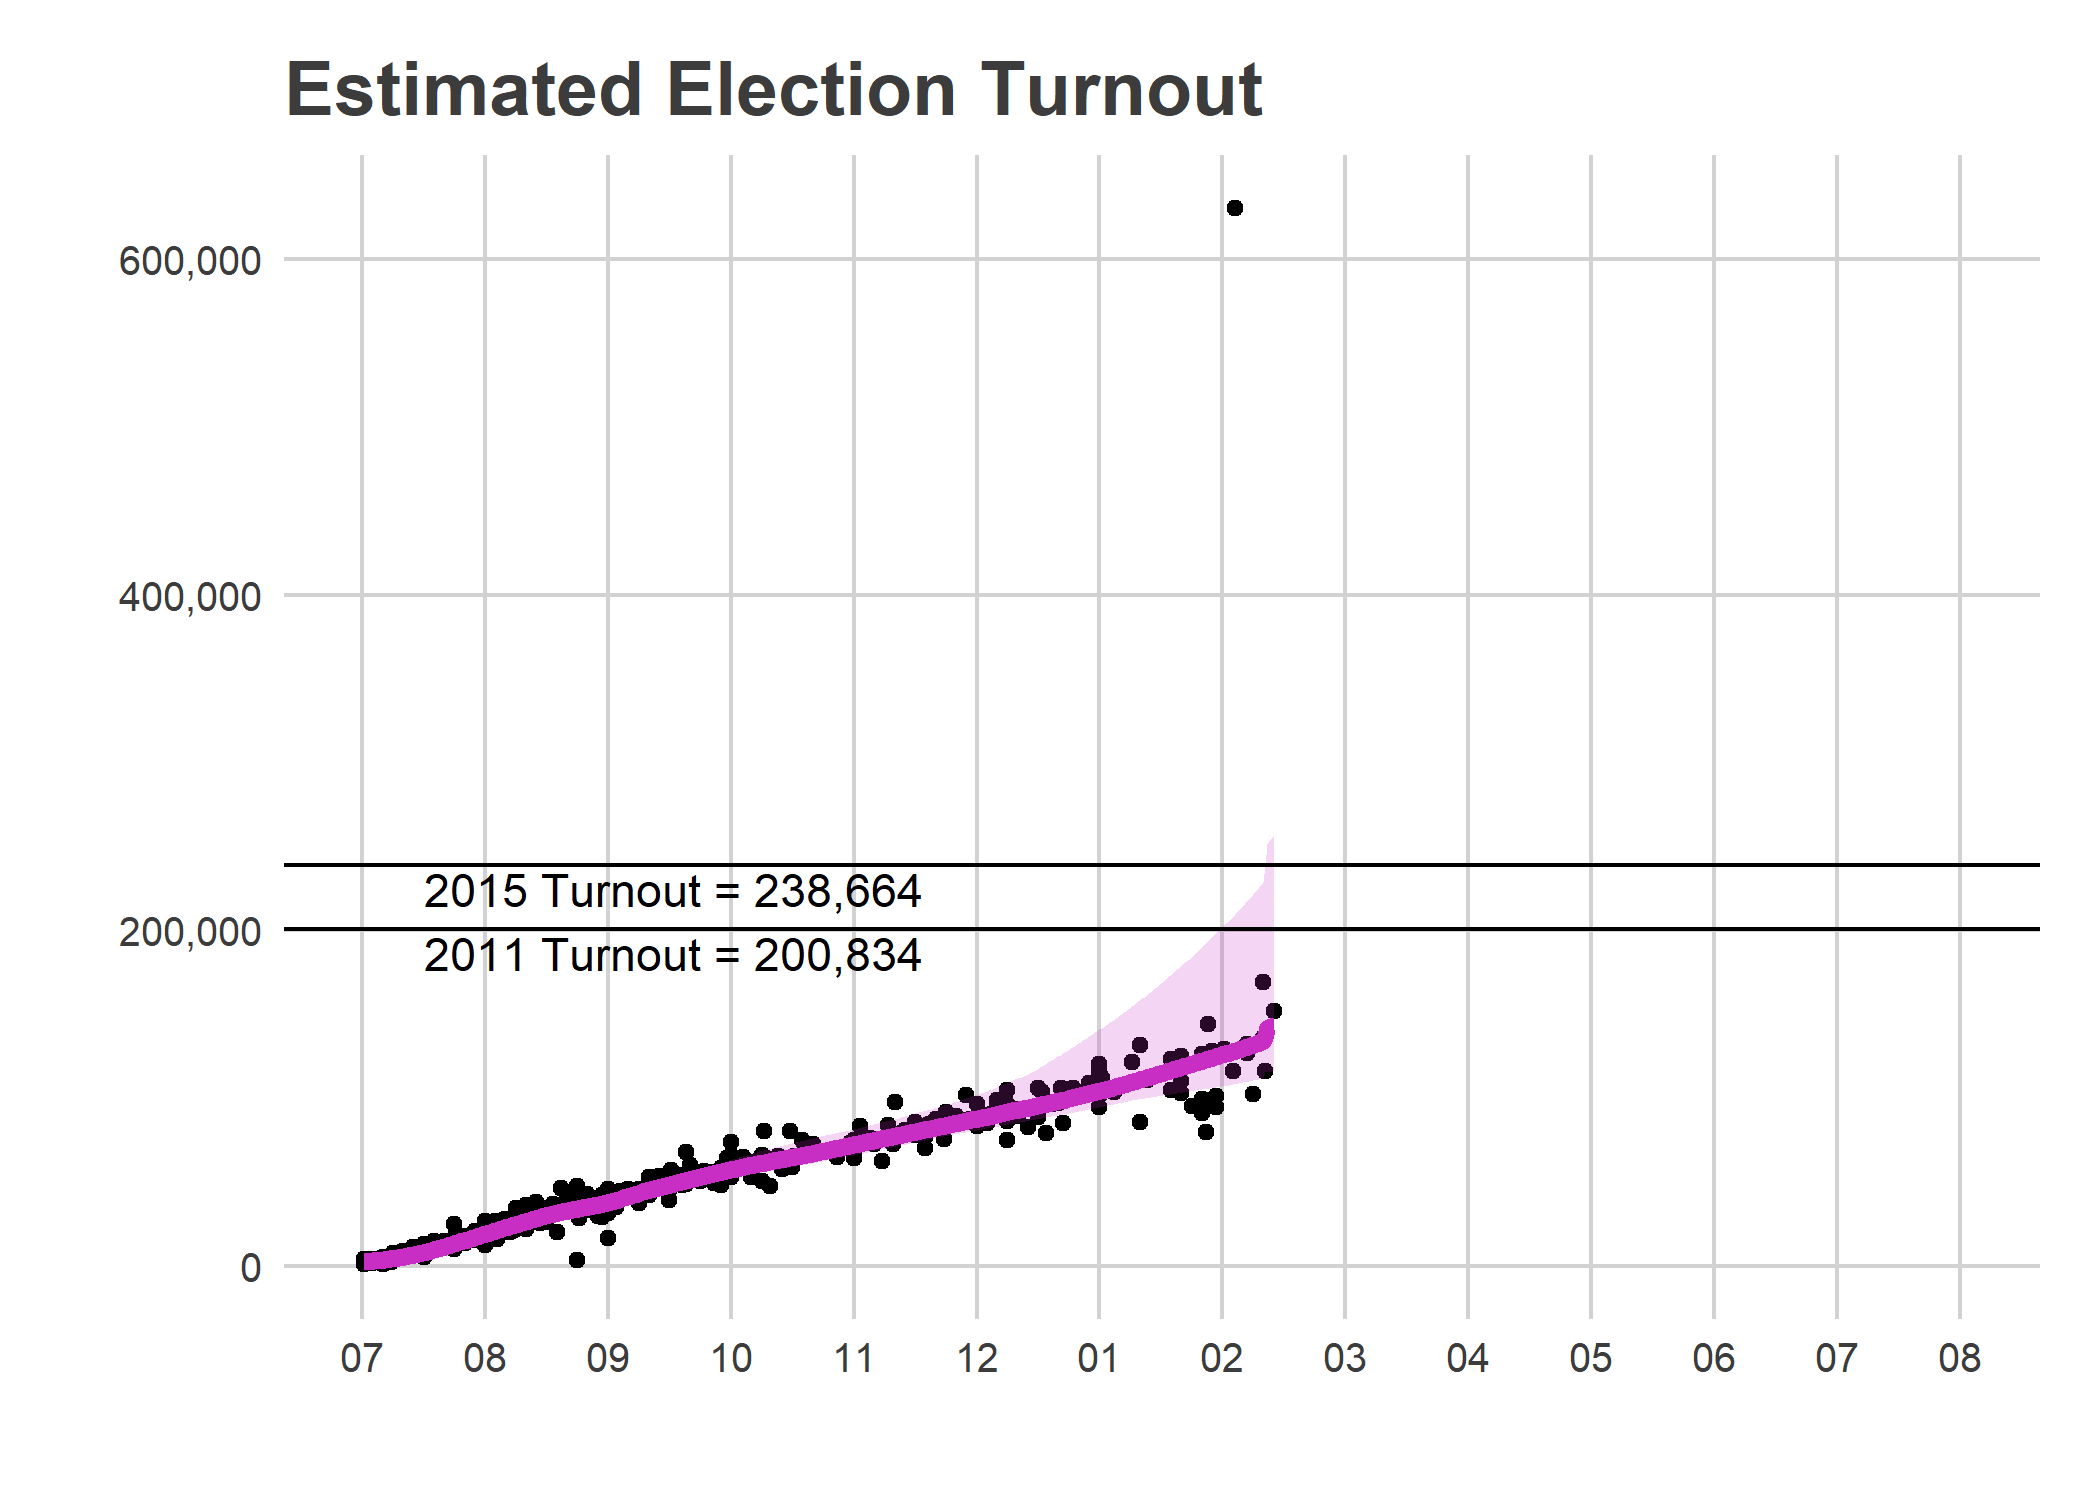 Estimated Election Turnout
600,000
400,000
2015 Turnout = 238,664
200,000
2011 Turnout = 200,834
0
07 08 09 10 11 12 01 02 03 04 05 06 07 08